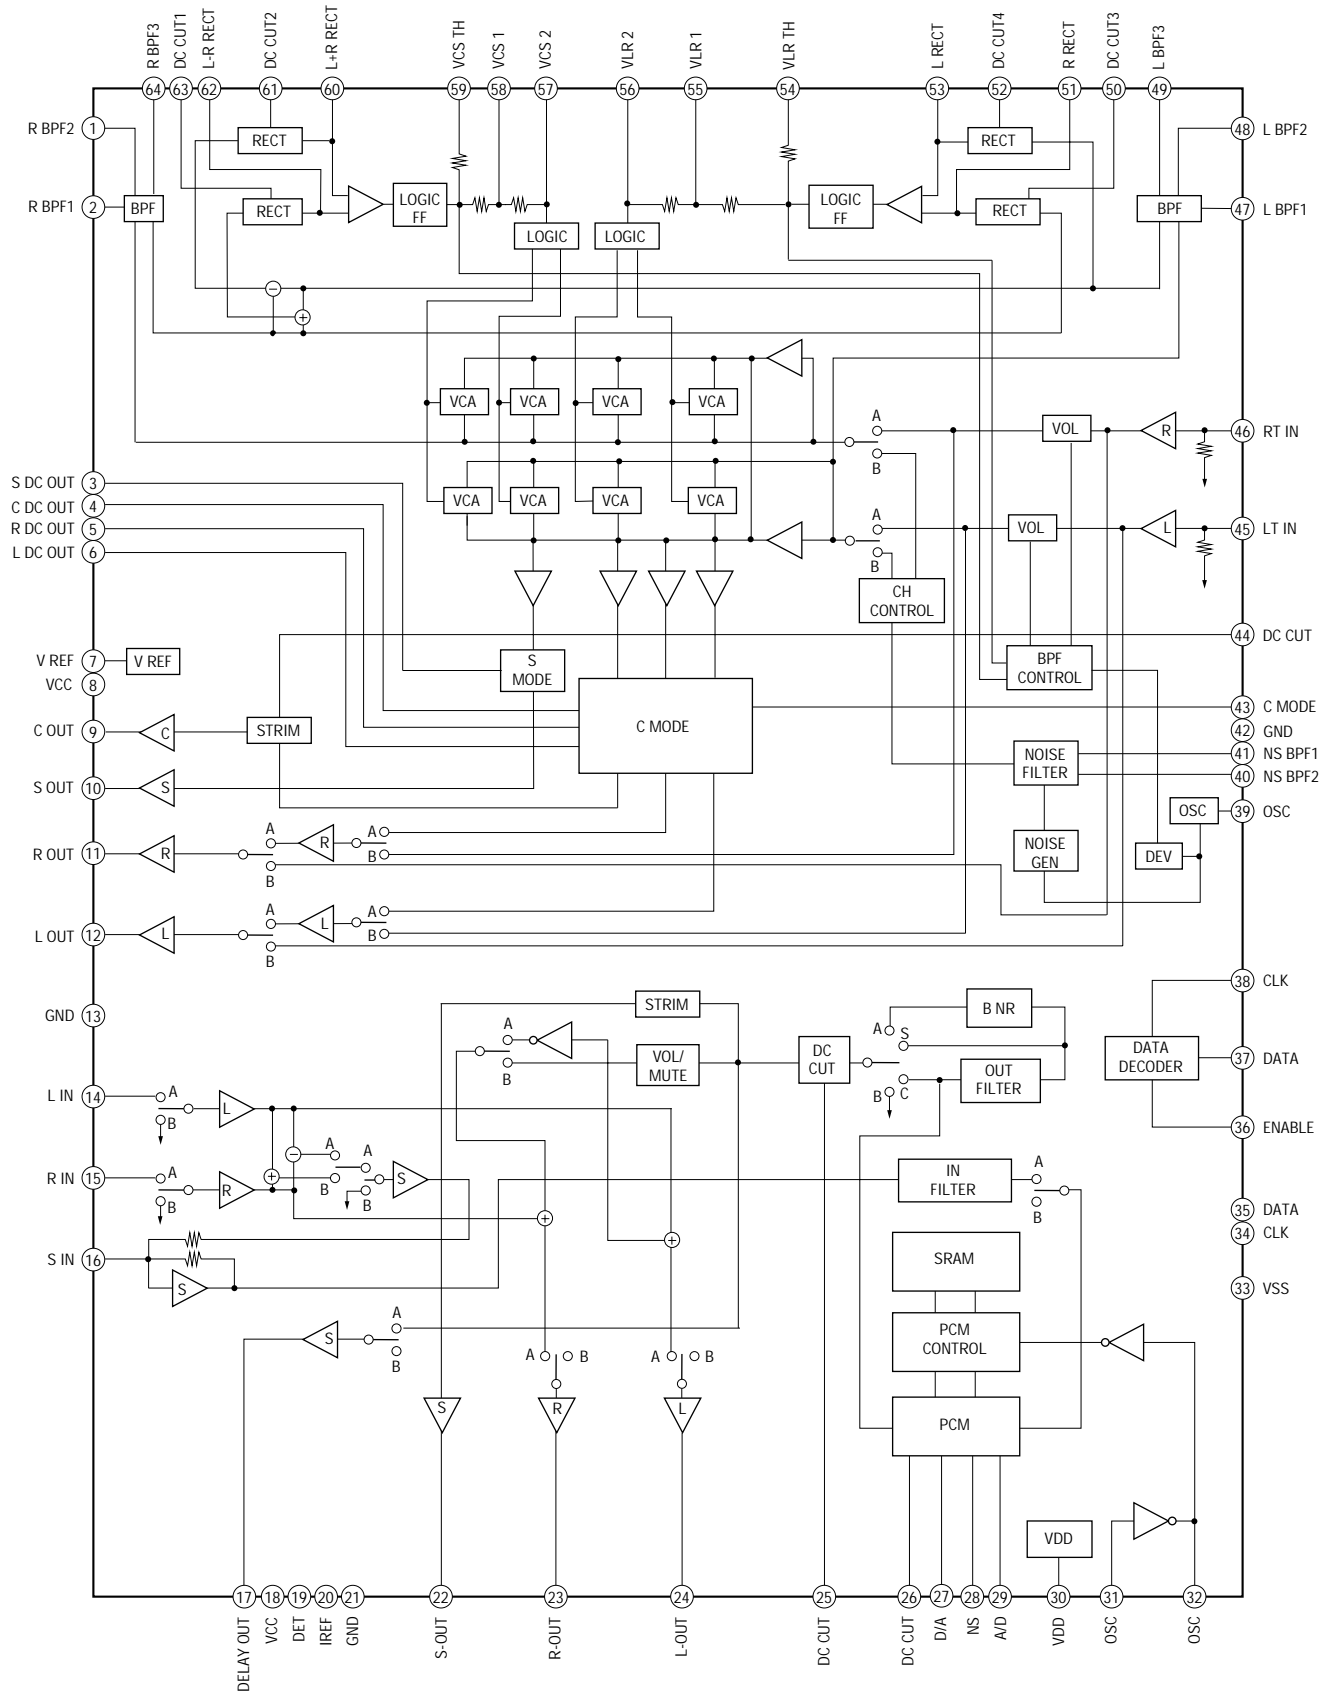 R BPF3
DC CUT1
L-R RECT
DC CUT2
L+R RECT
VCS TH
VCS 1
VCS 2
VLR 2
VLR 1
VLR TH
L RECT
DC CUT4
R RECT
DC CUT3
L BPF3
64
63
62
61
60
59
58
57
56
55
54
53
52
51
50
49
R BPF2
1
RECT
RECT
48
L BPF2
R BPF1
2
BPF
RECT
LOGIC
FF
LOGIC
FF
RECT
BPF
47
L BPF1
LOGIC
LOGIC
−
+
VCA
VCA
VCA
VCA
A
B
VOL
R
46
RT IN
S DC OUT
3
C DC OUT
4
R DC OUT
5
L DC OUT
6
VCA
VCA
VCA
VCA
A
B
VOL
L
45
LT IN
CH
CONTROL
44
DC CUT
V REF
7
V REF
VCC
8
S
MODE
BPF
CONTROL
C OUT
9
C
STRIM
C MODE
43
C MODE
42
GND
NOISE
FILTER
41
NS BPF1
40
NS BPF2
S OUT
10
S
OSC
39
OSC
R OUT
11
R
A
B
R
A
B
NOISE
GEN
DEV
L OUT
12
L
A
B
L
A
B
38
CLK
GND
13
STRIM
B NR
A
VOL/
MUTE
B
DC
CUT
A
S
B
C
OUT
FILTER
DATA
DECODER
37
DATA
L IN
14
A
B
L
36
ENABLE
R IN
15
A
B
R
−
+
A
B
A
B
S
IN
FILTER
A
B
35
DATA
34
CLK
+
+
S IN
16
S
SRAM
33
VSS
S
A
B
A
B
A
B
PCM
CONTROL
S
R
L
PCM
VDD
17
18
19
20
21
22
23
24
25
26
27
28
29
30
31
32
DELAY OUT
VCC
DET
IREF
GND
S-OUT
R-OUT
L-OUT
DC CUT
DC CUT
D/A
NS
A/D
VDD
OSC
OSC